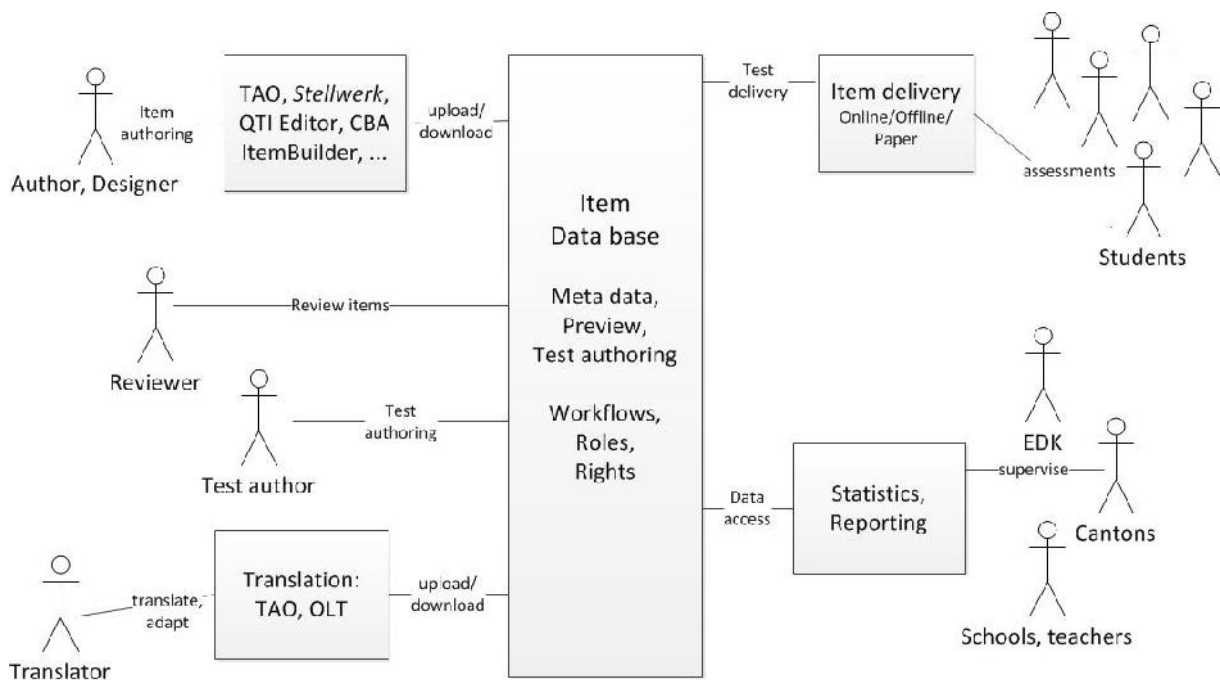 Item
authoring
Author, Designer
TAO, Stellwerk,
QTI Editor, CBA
ItemBuilder, ...
upload/
download
Review items
Reviewer
Test
authoring
Test author
translate,
adapt
Translator
Translation:
TAO, OLT
upload/
download
Item
Data base
Meta data,
Preview,
Test authoring
Workflows,
Roles,
Rights
Test
delivery
Item delivery
Online/Offline/
Paper
assessments
Students
Data
access
Statistics,
Reporting
EDK
supervise
Cantons
Schools, teachers